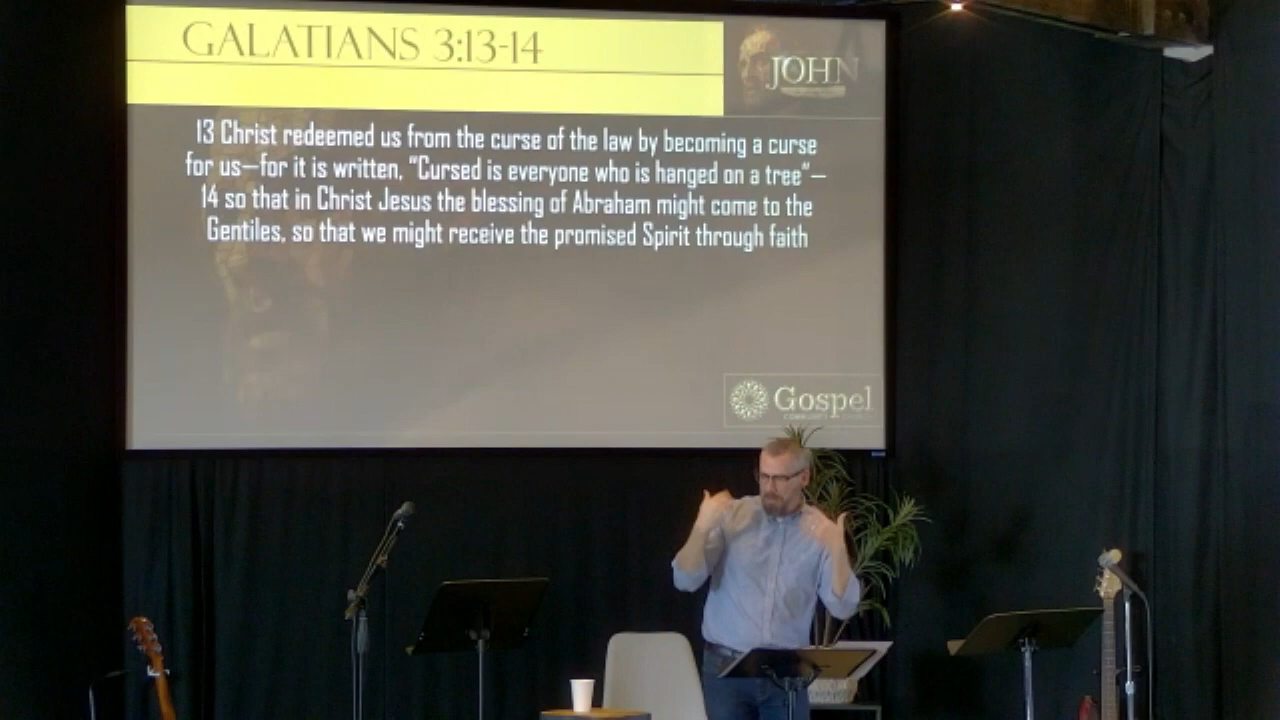 GALATIANS 3:13-14
JOHN
13 Christ redeemed us from the curse of the law by becoming a curse
for us—for it is written, "Cursed is everyone who is hanged on a tree"—
14 so that in Christ Jesus the blessing of Abraham might come to the
Gentiles, so that we might receive the promised Spirit through faith
Gospel
COMMUNITY